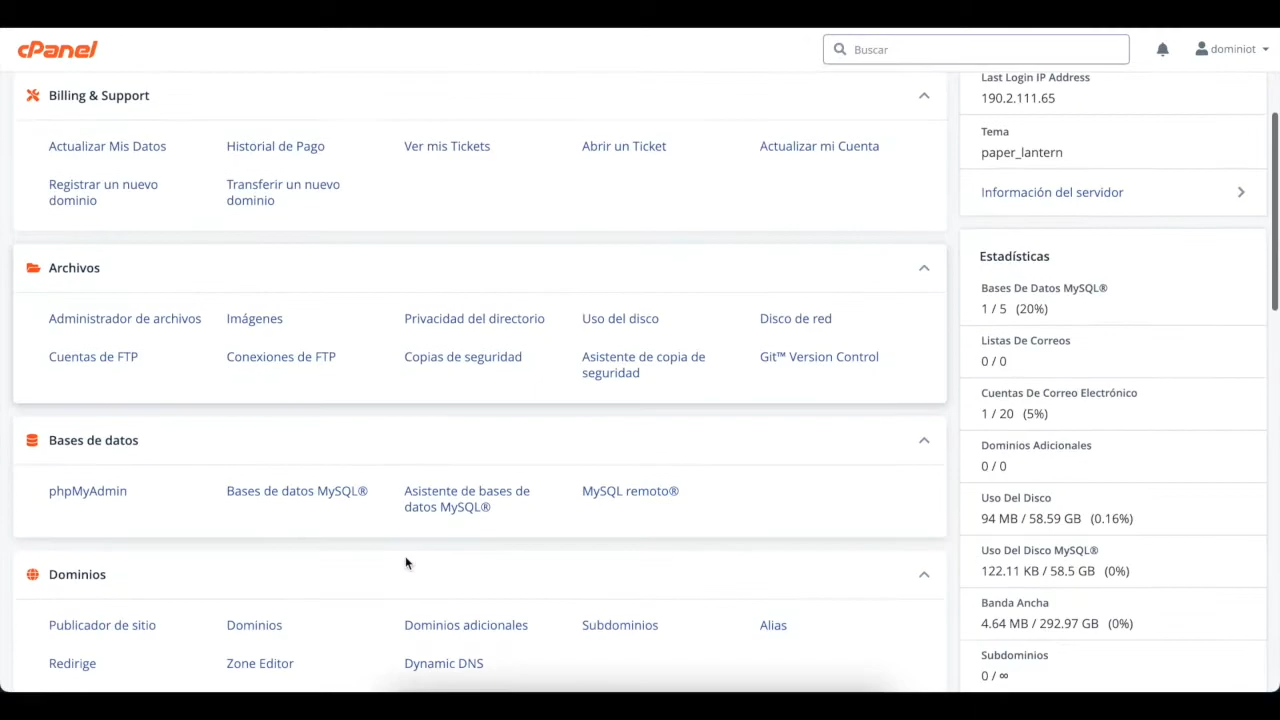 cPanel
Buscar
dominiot
Billing & Support
Actualizar Mis Datos
Historial de Pago
Ver mis Tickets
Abrir un Ticket
Actualizar mi Cuenta
Registrar un nuevo
dominio
Transferir un nuevo
dominio
Archivos
Administrador de archivos
Imágenes
Privacidad del directorio
Uso del disco
Disco de red
Cuentas de FTP
Conexiones de FTP
Copias de seguridad
Asistente de copia de
seguridad
Git™ Version Control
Bases de datos
phpMyAdmin
Bases de datos MySQL®
Asistente de bases de
datos MySQL®
MySQL remoto®
Dominios
Publicador de sitio
Dominios
Dominios adicionales
Subdominios
Alias
Redirige
Zone Editor
Dynamic DNS
Last Login IP Address
190.2.111.65
Tema
paper_lantern
Información del servidor
Estadísticas
Bases De Datos MySQL®
1 / 5 (20%)
Listas De Correos
0 / 0
Cuentas De Correo Electrónico
1 / 20 (5%)
Dominios Adicionales
0 / 0
Uso Del Disco
94 MB / 58.59 GB (0.16%)
Uso Del Disco MySQL®
122.11 KB / 58.5 GB (0%)
Banda Ancha
4.64 MB / 292.97 GB (0%)
Subdominios
0 / ∞